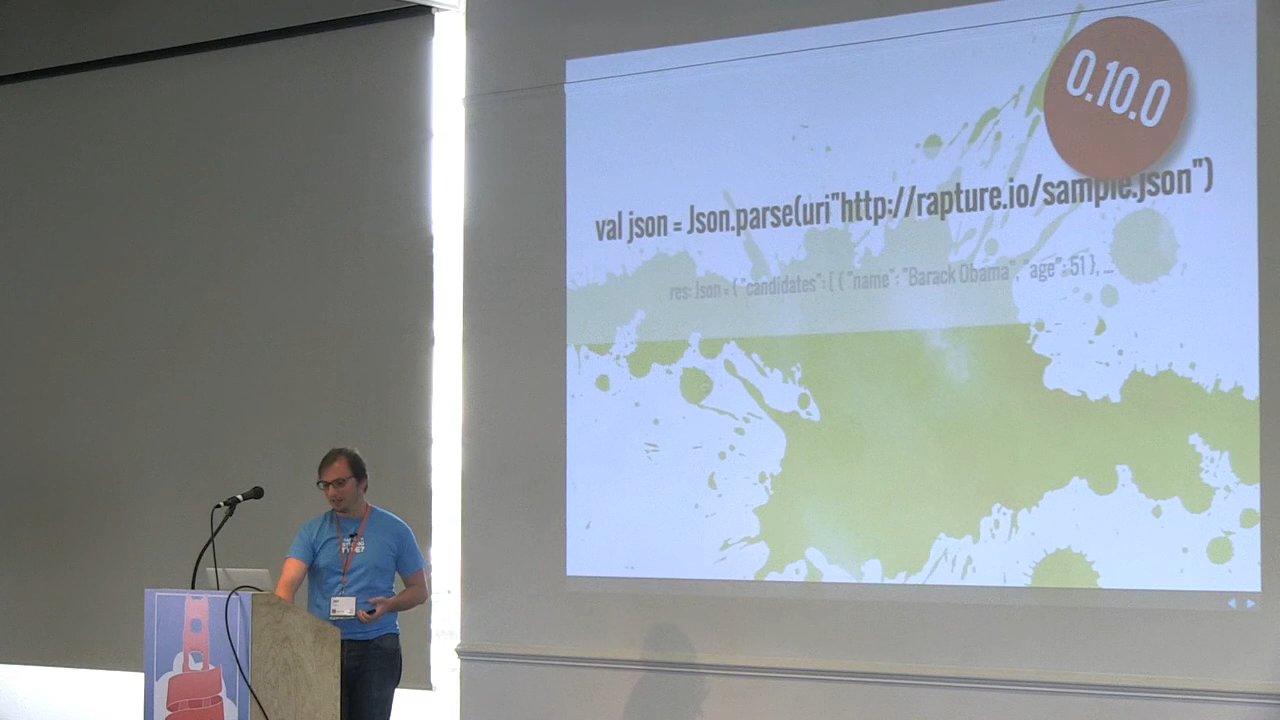 0.10.0
val json = Json.parse(uri"http://rapture.io/sample.json")
res: Json = { "candidates": [ { "name": "Barack Obama", "age": 51 }, ...